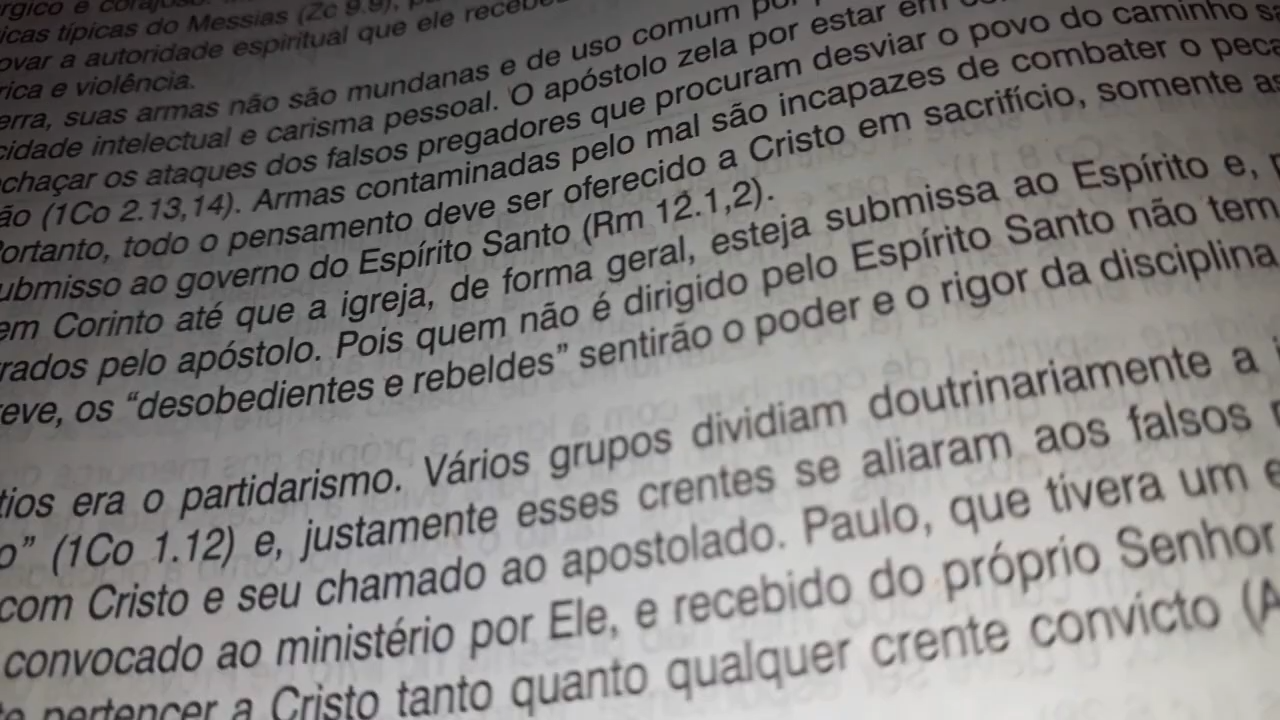 icas típicas do Messias (Zc 9.9),
ovar a autoridade espiritual que ele recebeu
rica e violência.
erra, suas armas não são mundanas e de uso comum por
cidade intelectual e carisma pessoal. O apóstolo zela por estar em
chaçar os ataques dos falsos pregadores que procuram desviar o povo do caminho
ão (1Co 2.13,14). Armas contaminadas pelo mal são incapazes de combater o peca
Portanto, todo o pensamento deve ser oferecido a Cristo em sacrifício, somente as
ubmisso ao governo do Espírito Santo (Rm 12.1,2).
em Corinto até que a igreja, de forma geral, esteja submissa ao Espírito e,
rados pelo apóstolo. Pois quem não é dirigido pelo Espírito Santo não tem
eve, os “desobedientes e rebeldes” sentirão o poder e o rigor da disciplina
tios era o partidarismo. Vários grupos dividiam doutrinariamente a i
o” (1Co 1.12) e, justamente esses crentes se aliaram aos falsos
com Cristo e seu chamado ao apostolado. Paulo, que tivera um e
convocado ao ministério por Ele, e recebido do próprio Senhor
pertencer a Cristo tanto quanto qualquer crente convicto (A